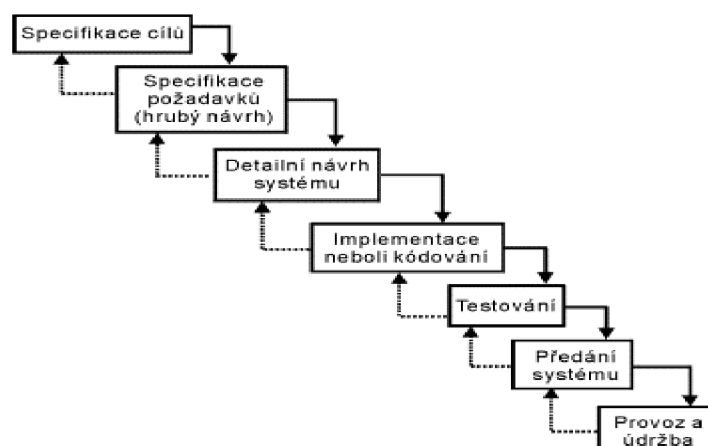 Specifikace cílů
Specifikace
požadavků
(hrubý návrh)
Detailní návrh
systému
Implementace
neboli kódování
Testování
Předání
systému
Provoz a
údržba